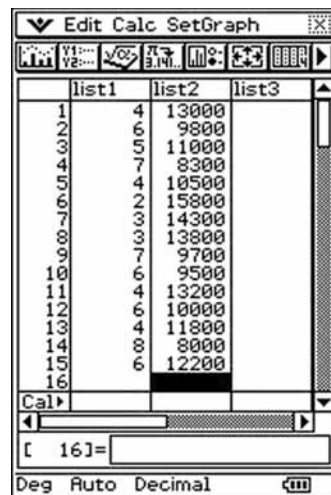 Edit Calc SetGraph
list1 list2 list3
1 4 13000
2 6 9800
3 5 11000
4 7 8300
5 4 10500
6 2 15800
7 3 14300
8 3 13800
9 7 9700
10 6 9500
11 4 13200
12 6 10000
13 4 11800
14 8 8000
15 6 12200
16
Cal
[ 16]=
Deg Auto Decimal